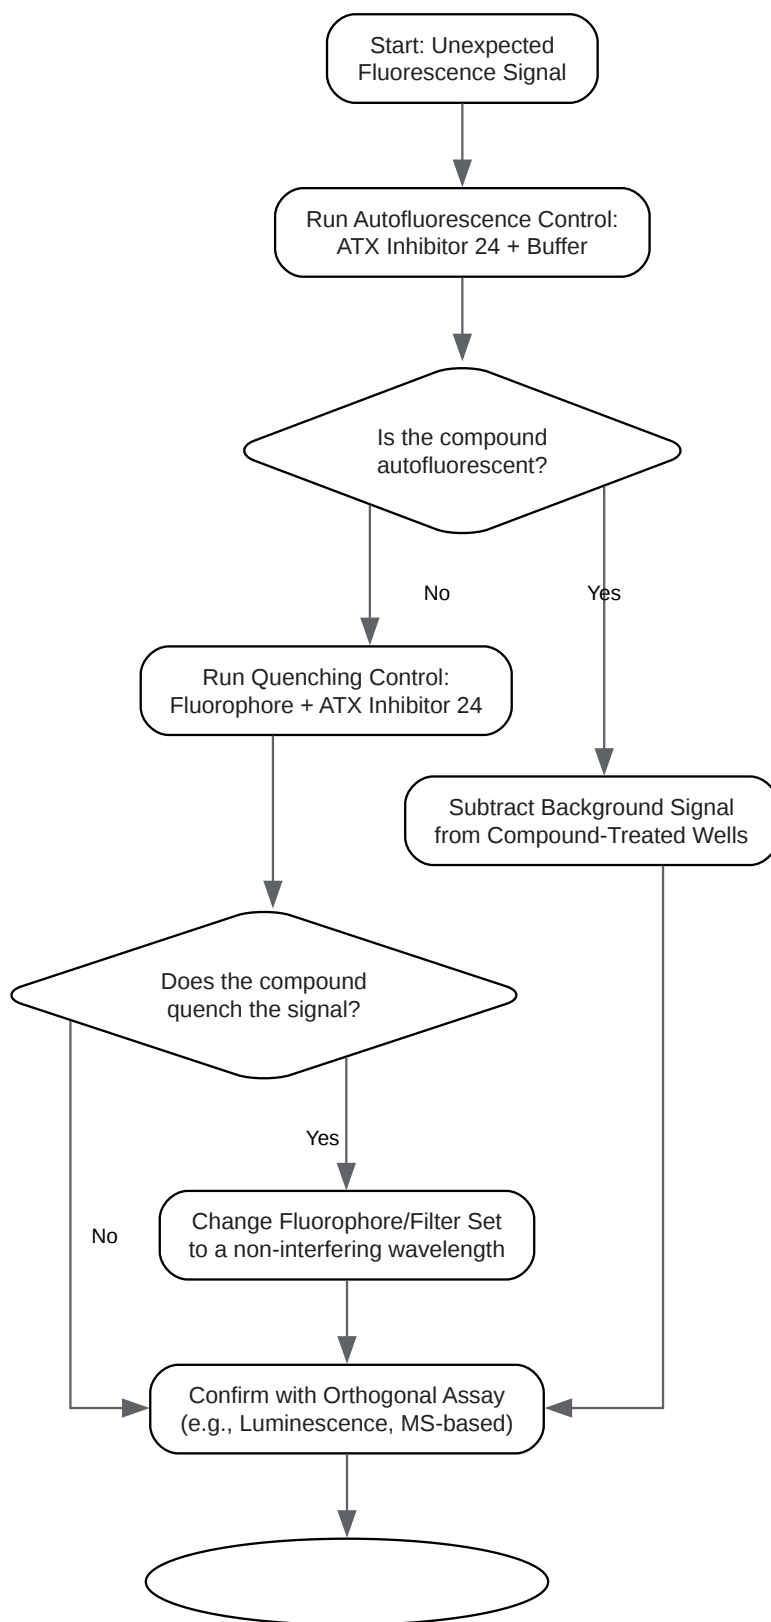 Start: Unexpected
Fluorescence Signal
Run Autofluorescence Control:
ATX Inhibitor 24 + Buffer
Is the compound
autofluorescent?
No
Yes
Run Quenching Control:
Fluorophore + ATX Inhibitor 24
Subtract Background Signal
from Compound-Treated Wells
Does the compound
quench the signal?
Yes
No
Change Fluorophore/Filter Set
to a non-interfering wavelength
Confirm with Orthogonal Assay
(e.g., Luminescence, MS-based)